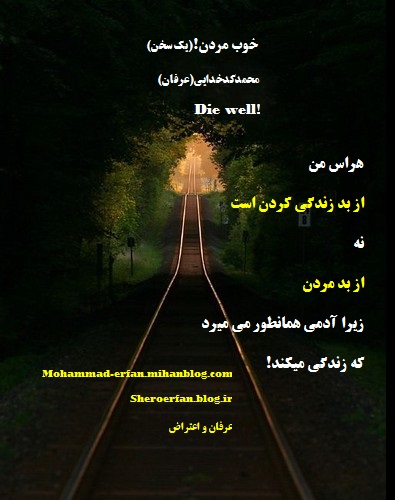 خوب مردن!(یک سخن)
محمدکدخدایی(عرفان)
Die well!
هراس من
از بد زندگی کردن است
نه
از بد مردن
زیرا آدمی همانطور می میرد
که زندگی میکند!
Mohammad-erfan.mihanblog.com
Sheroerfan.blog.ir
عرفان و اعتراض